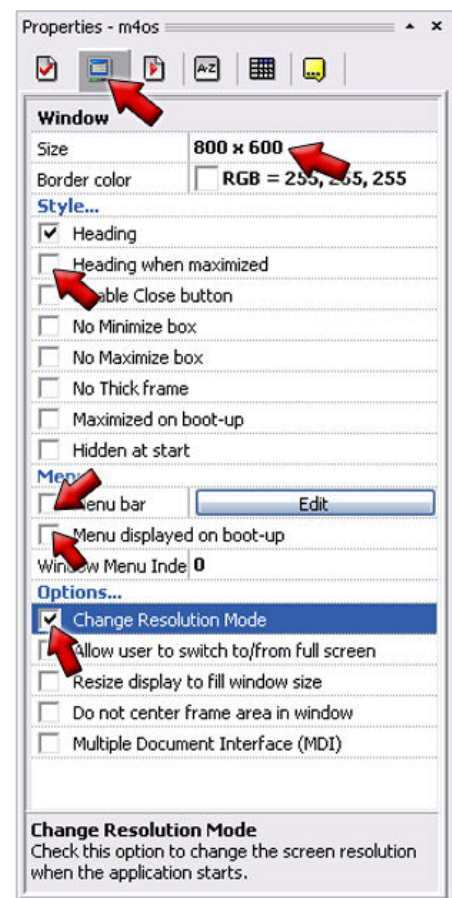 Properties - m4os
A-Z
Window
Size 800 x 600
Border color RGB = 255, 255, 255
Style...
Heading
Heading when maximized
Close button
No Minimize box
No Maximize box
No Thick frame
Maximized on boot-up
Hidden at start
Menu bar Edit
Menu displayed on boot-up
Window Menu Inde 0
Options...
Change Resolution Mode
Allow user to switch to/from full screen
Resize display to fill window size
Do not center frame area in window
Multiple Document Interface (MDI)
Change Resolution Mode
Check this option to change the screen resolution
when the application starts.